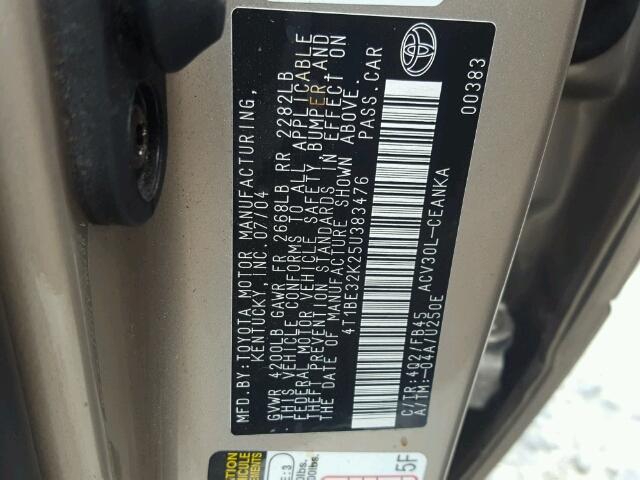 MFD. BY: TOYOTA MOTOR MANUFACTURING,
KENTUCKY, INC. 07/04
GVWR 4200LB GAWR FR 2668LB RR 2282LB
THIS VEHICLE CONFORMS TO ALL APPLICABLE
FEDERAL MOTOR VEHICLE SAFETY, BUMPER AND
THEFT PREVENTION STANDARDS IN EFFECT ON
THE DATE OF MANUFACTURE SHOWN ABOVE.
4T1BE32K25U383476 PASS.CAR
C/TR:4Q2/FB45 ACV30L-CEANKA
A/TM:-04A/U250E
00383
5F